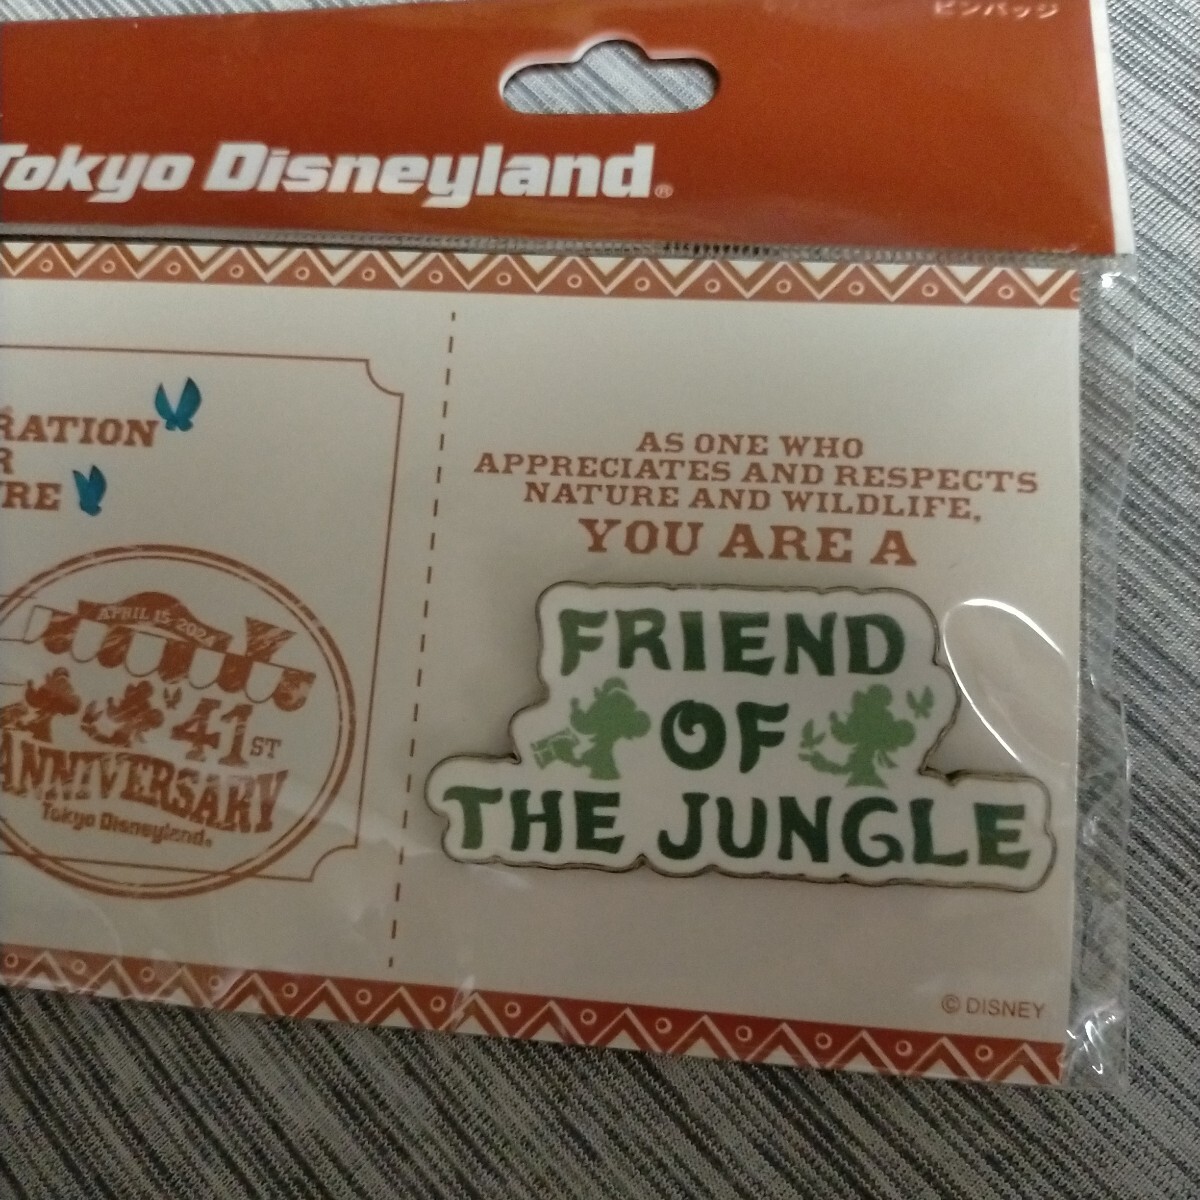 ピンバッジ
Tokyo Disneyland®
RATION
R
RE
APRIL 15, 2024
41ST
ANNIVERSARY
Tokyo Disneyland®
AS ONE WHO
APPRECIATES AND RESPECTS
NATURE AND WILDLIFE,
YOU ARE A
FRIEND
OF
THE JUNGLE
© DISNEY